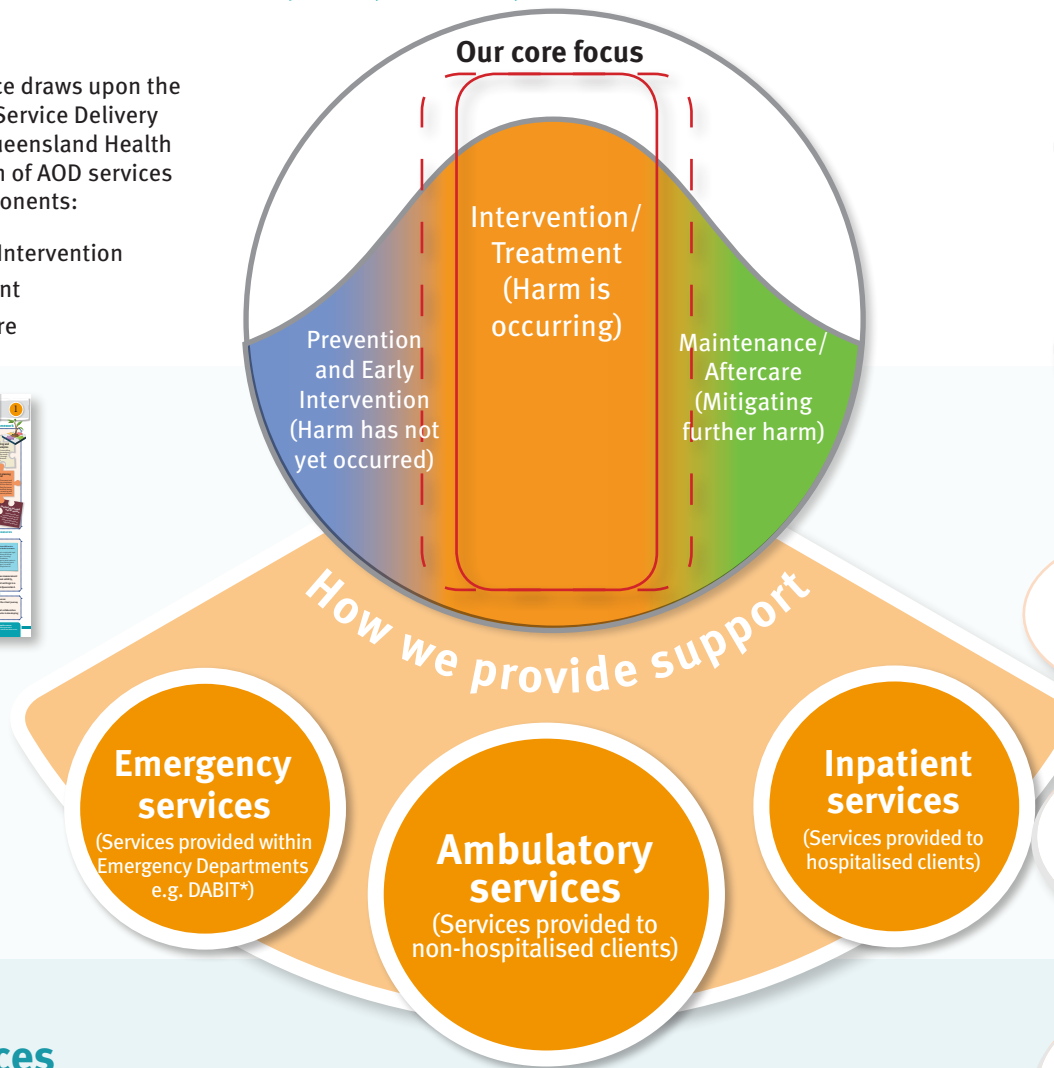 Our core focus
ce draws upon the
Service Delivery
ueensland Health
n of AOD services
ponents:
Intervention
nt
re
Intervention/
Treatment
(Harm is
occurring)
Prevention
and Early
Intervention
(Harm has not
yet occurred)
Maintenance/
Aftercare
(Mitigating
further harm)
1
How we provide support
Emergency
services
(Services provided within
Emergency Departments
e.g. DABIT*)
Ambulatory
services
(Services provided to
non-hospitalised clients)
Inpatient
services
(Services provided to
hospitalised clients)
ces